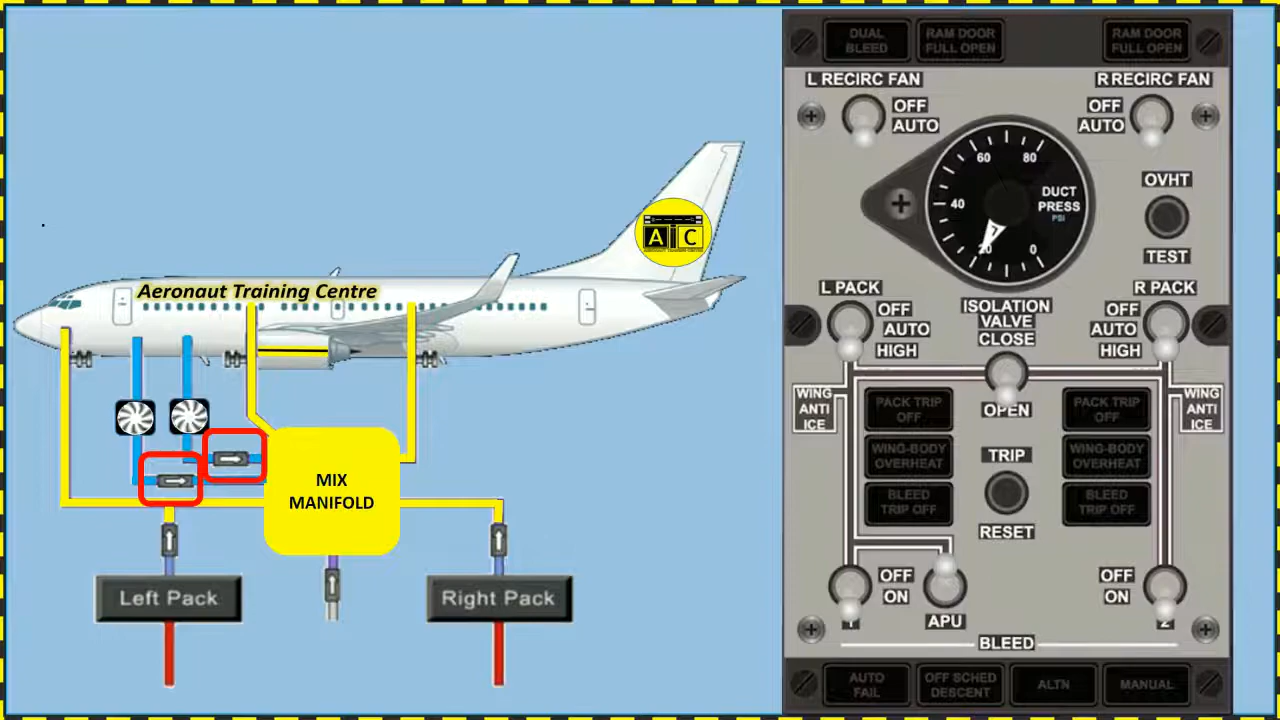 Aeronaut Training Centre
AiC
MIX
MANIFOLD
Left Pack
Right Pack
DUAL
BLEED
RAM DOOR
FULL OPEN
RAM DOOR
FULL OPEN
L RECIRC FAN
R RECIRC FAN
OFF
AUTO
OFF
AUTO
60
80
40
20
0
DUCT
PRESS
PSI
OVHT
TEST
L PACK
R PACK
OFF
AUTO
HIGH
ISOLATION
VALVE
CLOSE
OPEN
OFF
AUTO
HIGH
WING
ANTI
ICE
WING
ANTI
ICE
PACK TRIP
OFF
WING-BODY
OVERHEAT
BLEED
TRIP OFF
TRIP
RESET
PACK TRIP
OFF
WING-BODY
OVERHEAT
BLEED
TRIP OFF
OFF
ON
OFF
ON
1
APU
2
BLEED
AUTO
FAIL
OFF SCHED
DESCENT
ALTN
MANUAL